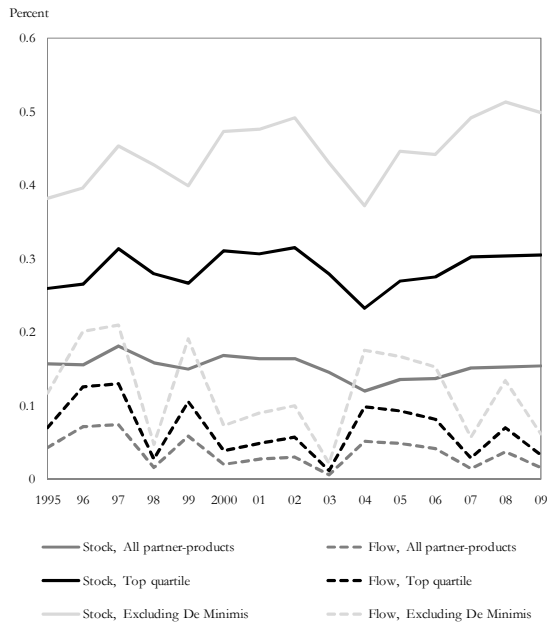 Percent
0.6
0.5
0.4
0.3
0.2
0.1
0
1995 96 97 98 99 2000 01 02 03 04 05 06 07 08 09
Stock, All partner-products Flow, All partner-products
Stock, Top quartile Flow, Top quartile
Stock, Excluding De Minimis Flow, Excluding De Minimis